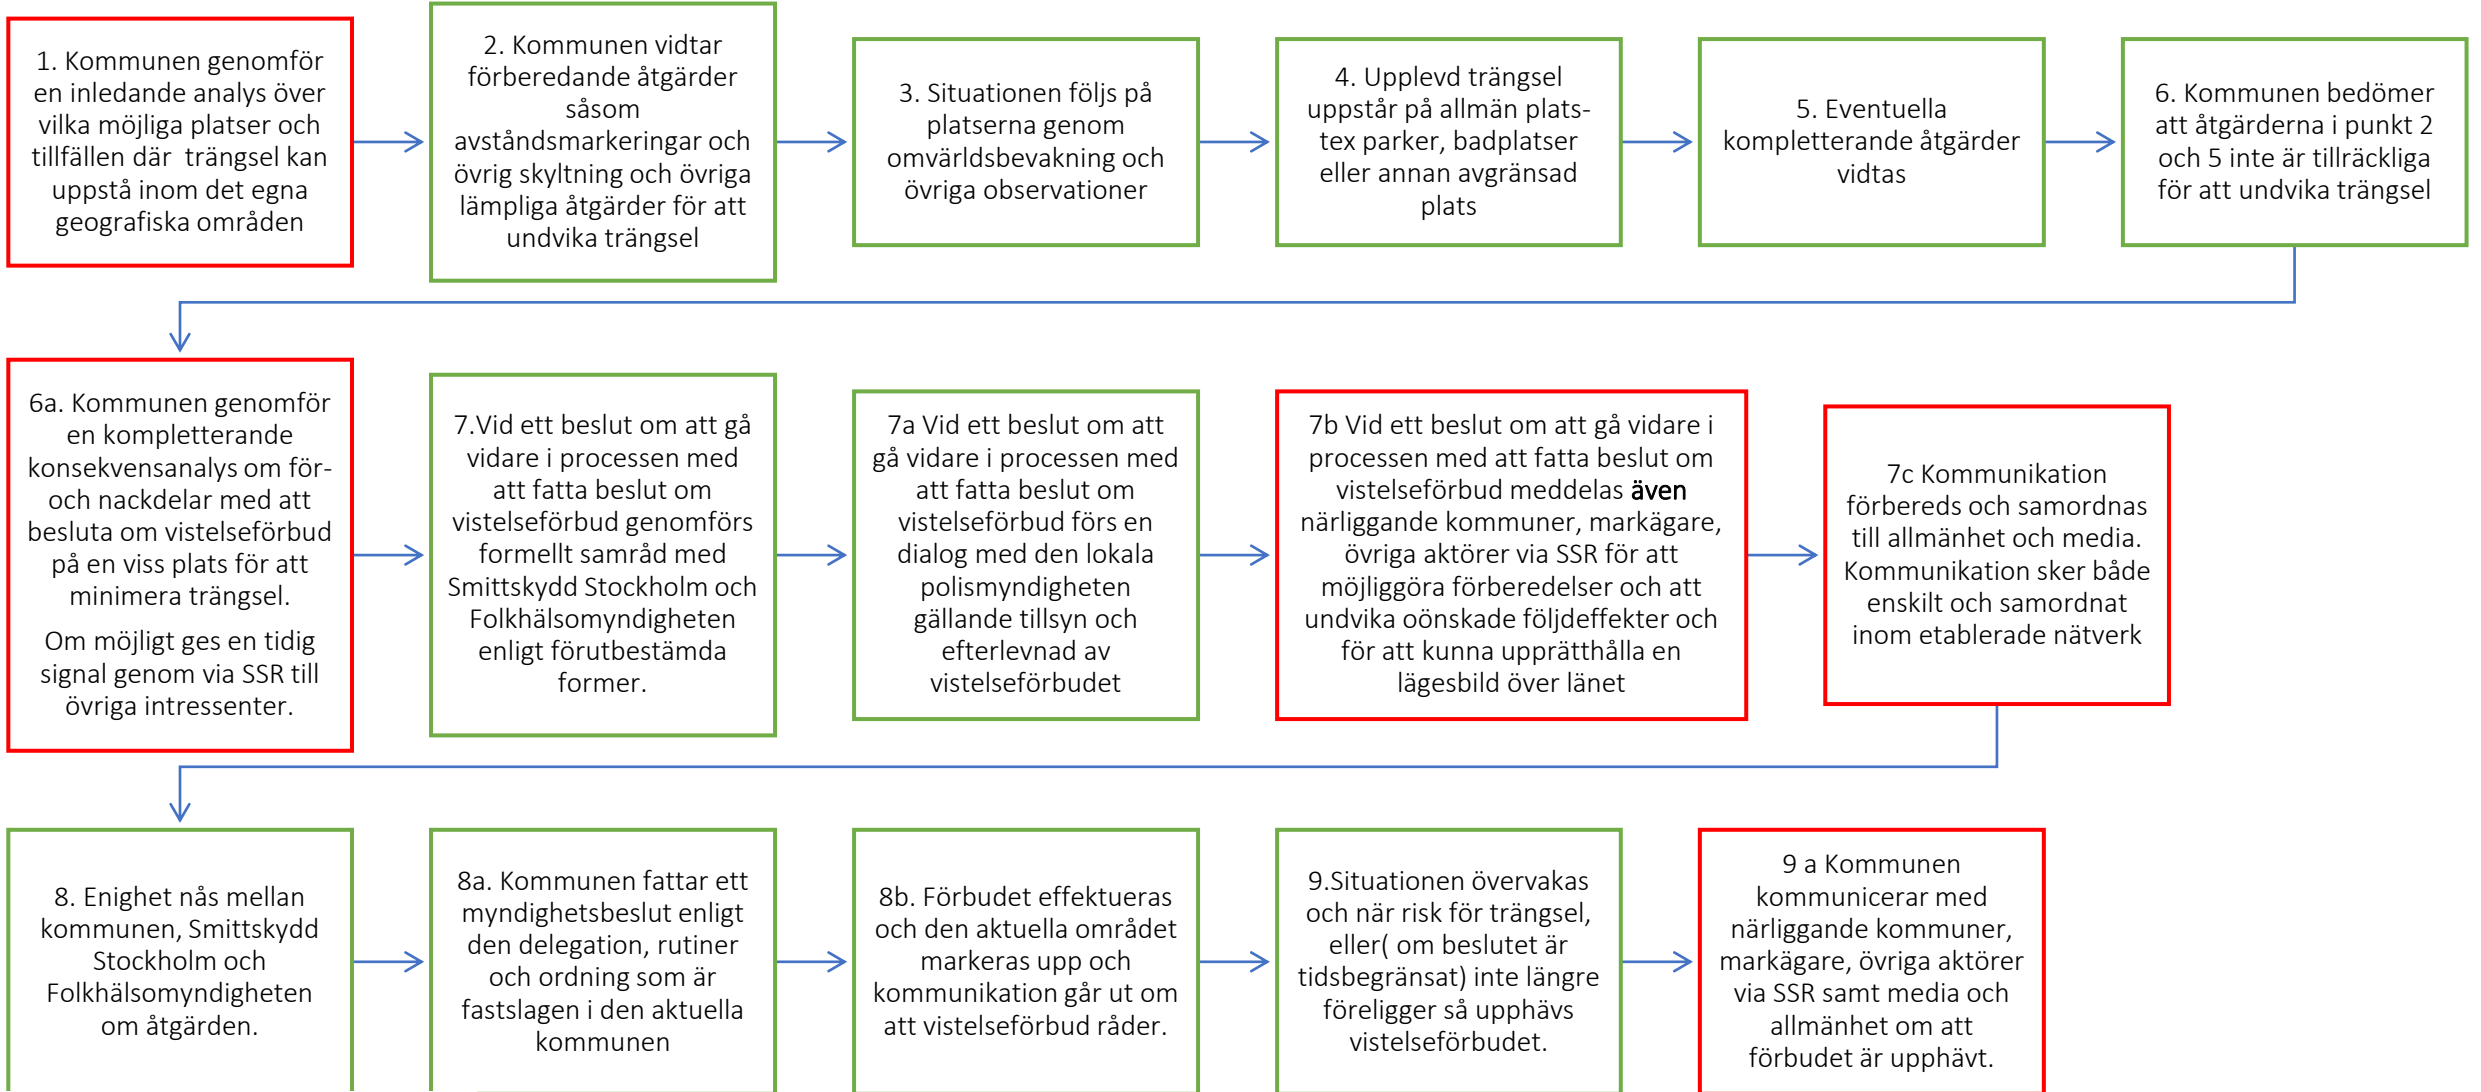 1. Kommunen genomför
en inledande analys över
vilka möjliga platser och
tillfällen där  trängsel kan
uppstå inom det egna
geografiska områden
2. Kommunen vidtar
förberedande åtgärder
såsom
avståndsmarkeringar och
övrig skyltning och övriga
lämpliga åtgärder för att
undvika trängsel
3. Situationen följs på
platserna genom
omvärldsbevakning och
övriga observationer
4. Upplevd trängsel
uppstår på allmän plats-
tex parker, badplatser
eller annan avgränsad
plats
5. Eventuella
kompletterande åtgärder
vidtas
6. Kommunen bedömer
att åtgärderna i punkt 2
och 5 inte är tillräckliga
för att undvika trängsel
6a. Kommunen genomför
en kompletterande
konsekvensanalys om för-
och nackdelar med att
besluta om vistelseförbud
på en viss plats för att
minimera trängsel.
Om möjligt ges en tidig
signal genom via SSR till
övriga intressenter.
7.Vid ett beslut om att gå
vidare i processen med
att fatta beslut om
vistelseförbud genomförs
formellt samråd med
Smittskydd Stockholm och
Folkhälsomyndigheten
enligt förutbestämda
former.
7a Vid ett beslut om att
gå vidare i processen med
att fatta beslut om
vistelseförbud förs en
dialog med den lokala
polismyndigheten
gällande tillsyn och
efterlevnad av
vistelseförbudet
7b Vid ett beslut om att gå vidare i
processen med att fatta beslut om
vistelseförbud meddelas även
närliggande kommuner, markägare,
övriga aktörer via SSR för att
möjliggöra förberedelser och att
undvika oönskade följdeffekter och
för att kunna upprätthålla en
lägesbild över länet
7c Kommunikation
förbereds och samordnas
till allmänhet och media.
Kommunikation sker både
enskilt och samordnat
inom etablerade nätverk
8. Enighet nås mellan
kommunen, Smittskydd
Stockholm och
Folkhälsomyndigheten
om åtgärden.
8a. Kommunen fattar ett
myndighetsbeslut enligt
den delegation, rutiner
och ordning som är
fastslagen i den aktuella
kommunen
8b. Förbudet effektueras
och den aktuella området
markeras upp och
kommunikation går ut om
att vistelseförbud råder.
9.Situationen övervakas
och när risk för trängsel,
eller( om beslutet är
tidsbegränsat) inte längre
föreligger så upphävs
vistelseförbudet.
9 a Kommunen
kommunicerar med
närliggande kommuner,
markägare, övriga aktörer
via SSR samt media och
allmänhet om att
förbudet är upphävt.